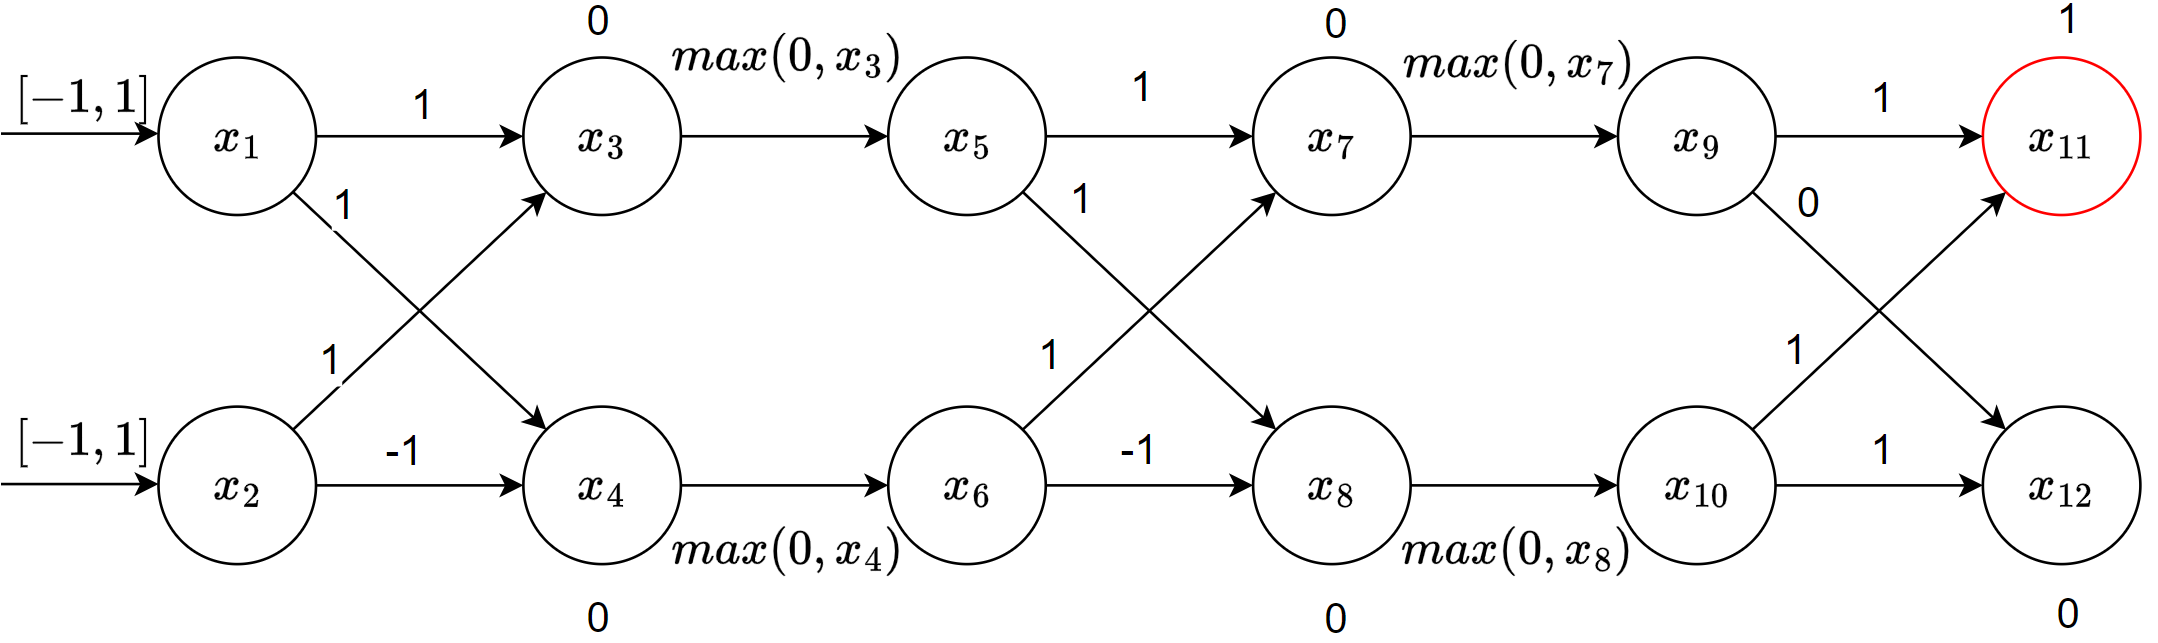 0 0 1
[−1, 1] x₁ 1 x₃ max(0, x₃) x₅ 1 x₇ max(0, x₇) x₉ 1 x₁₁
1 1 0
1 1 1
[−1, 1] x₂ -1 x₄ max(0, x₄) x₆ -1 x₈ max(0, x₈) x₁₀ 1 x₁₂
0 0 0